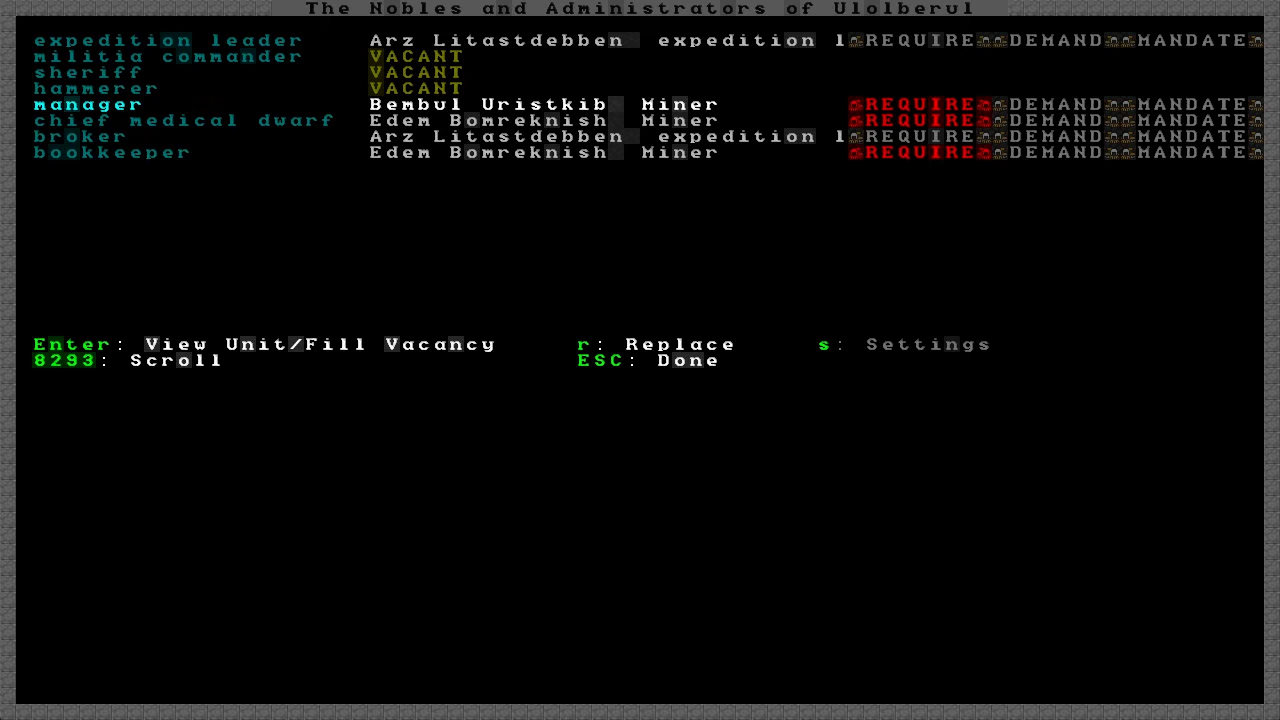 The Nobles and Administrators of Ulolberul
expedition leader Arz Litastdebben expedition l REQUIRE DEMAND MANDATE
militia commander VACANT
sheriff VACANT
hammerer VACANT
manager Bembul Uristkib Miner REQUIRE DEMAND MANDATE
chief medical dwarf Edem Bomreknish Miner REQUIRE DEMAND MANDATE
broker Arz Litastdebben expedition l REQUIRE DEMAND MANDATE
bookkeeper Edem Bomreknish Miner REQUIRE DEMAND MANDATE
Enter: View Unit/Fill Vacancy r: Replace s: Settings
8293: Scroll ESC: Done